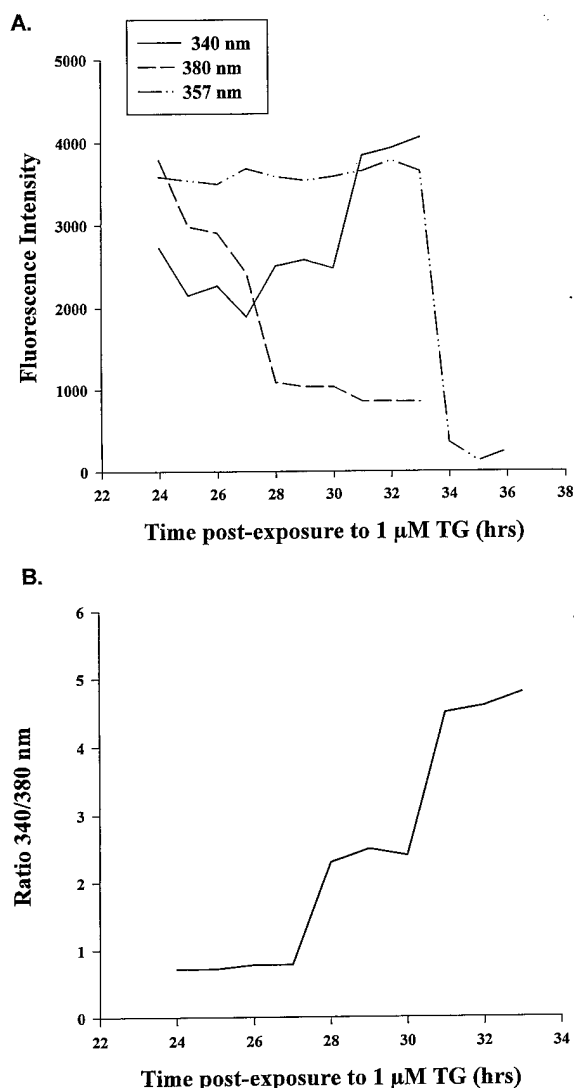 A.
340 nm
380 nm
357 nm
5000
4000
3000
2000
1000
0
Fluorescence Intensity
22 24 26 28 30 32 34 36 38
Time post-exposure to 1 µM TG (hrs)
B.
6
5
4
3
2
1
0
Ratio 340/380 nm
22 24 26 28 30 32 34
Time post-exposure to 1 µM TG (hrs)